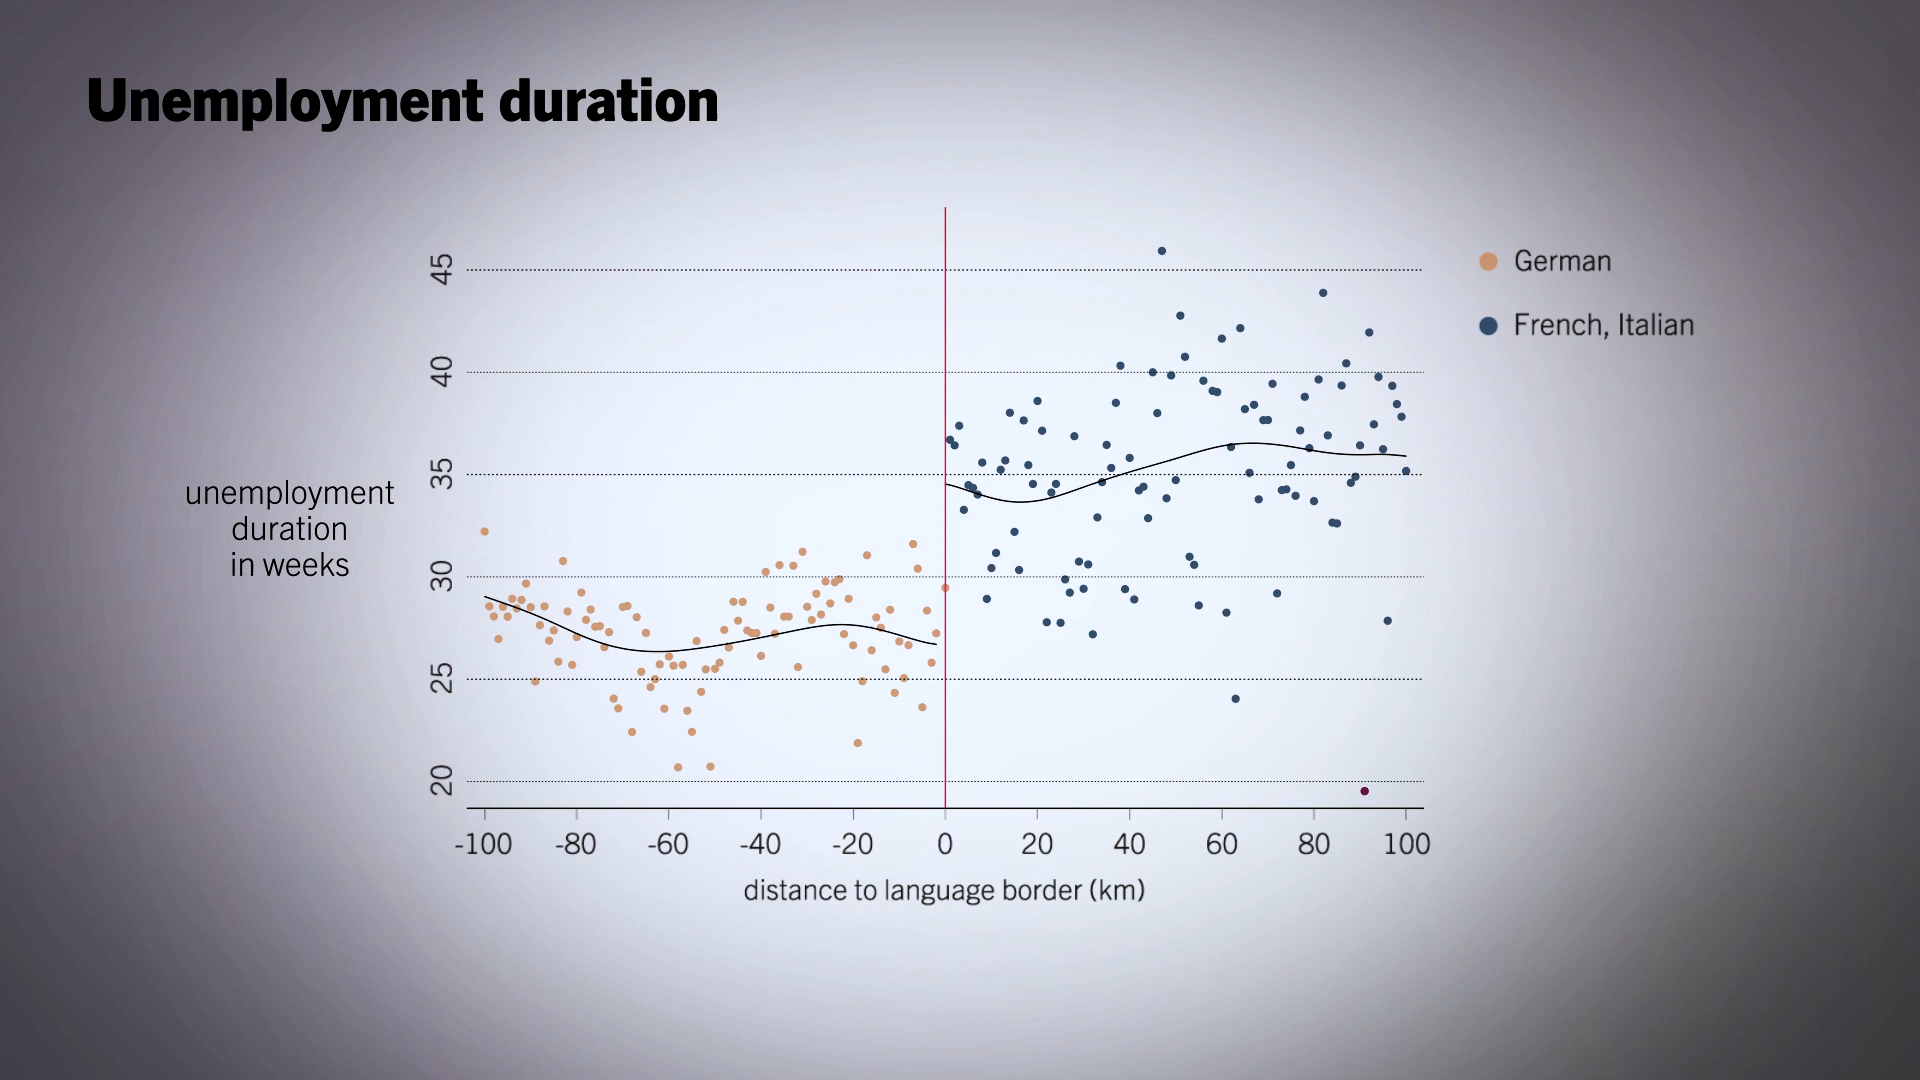 Unemployment duration
German
French, Italian
unemployment
duration
in weeks
45
40
35
30
25
20
-100 -80 -60 -40 -20 0 20 40 60 80 100
distance to language border (km)